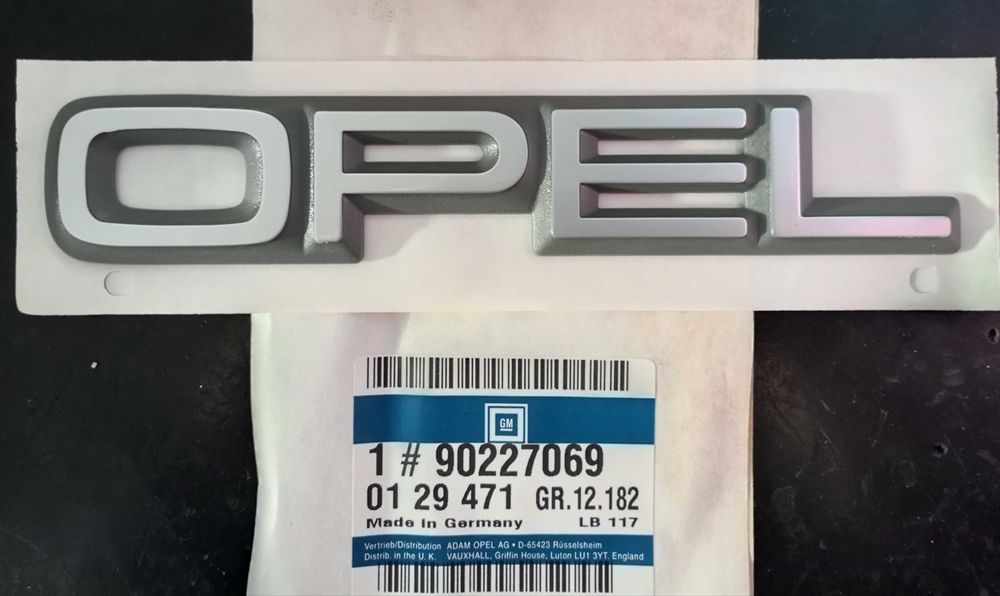 OPEL
GM
1 # 90227069
01 29 471 GR.12.182
Made In Germany LB 117
Vertrieb/Distribution ADAM OPEL AG • D-65423 Rüsselsheim
Distrib. in the U. K. VAUXHALL, Griffin House, Luton LU1 3YT. England